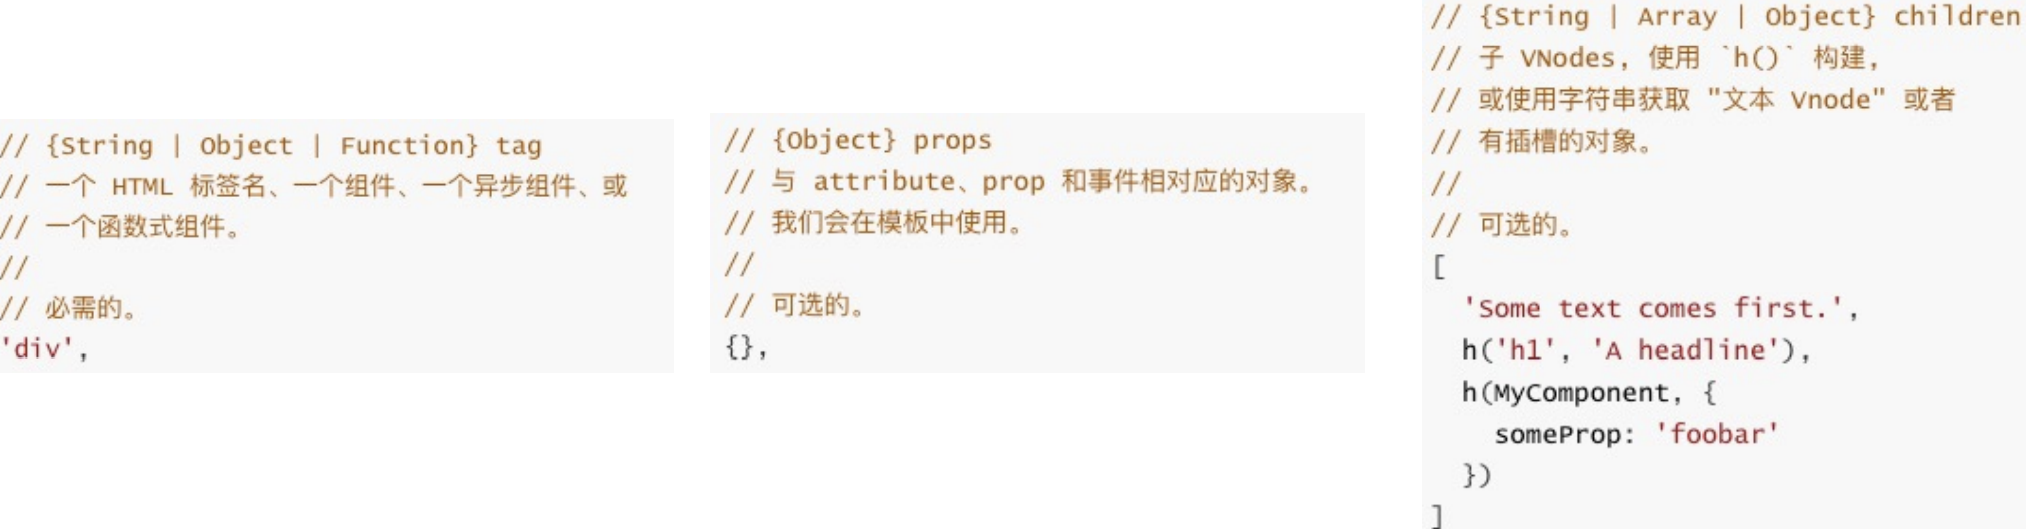 // {String | Object | Function} tag
// 一个 HTML 标签名、一个组件、一个异步组件、或
// 一个函数式组件。
//
// 必需的。
'div',
// {Object} props
// 与 attribute、prop 和事件相对应的对象。
// 我们会在模板中使用。
//
// 可选的。
{},
// {String | Array | Object} children
// 子 VNodes, 使用 `h()` 构建,
// 或使用字符串获取 "文本 Vnode" 或者
// 有插槽的对象。
//
// 可选的。
[
'Some text comes first.',
h('h1', 'A headline'),
h(MyComponent, {
someProp: 'foobar'
})
]